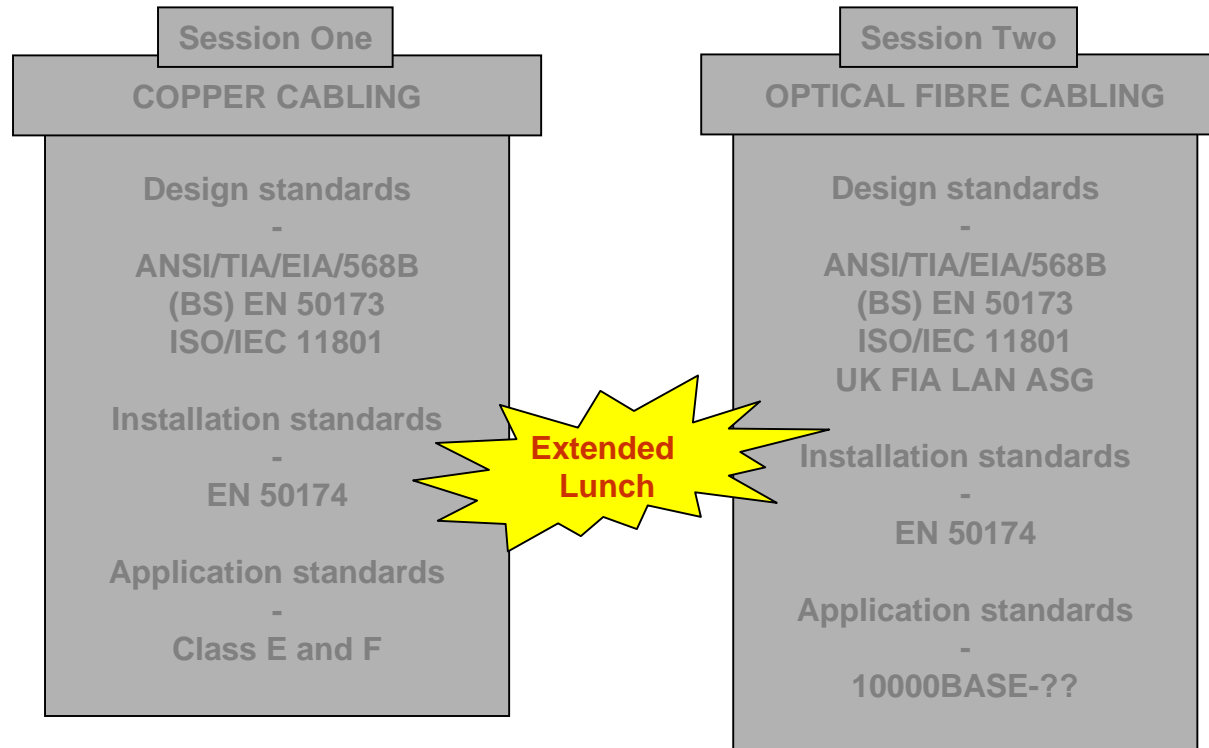 Session One
COPPER CABLING
Design standards
-
ANSI/TIA/EIA/568B
(BS) EN 50173
ISO/IEC 11801
Installation standards
-
EN 50174
Application standards
-
Class E and F
Extended
Lunch
Session Two
OPTICAL FIBRE CABLING
Design standards
-
ANSI/TIA/EIA/568B
(BS) EN 50173
ISO/IEC 11801
UK FIA LAN ASG
Installation standards
-
EN 50174
Application standards
-
10000BASE-??